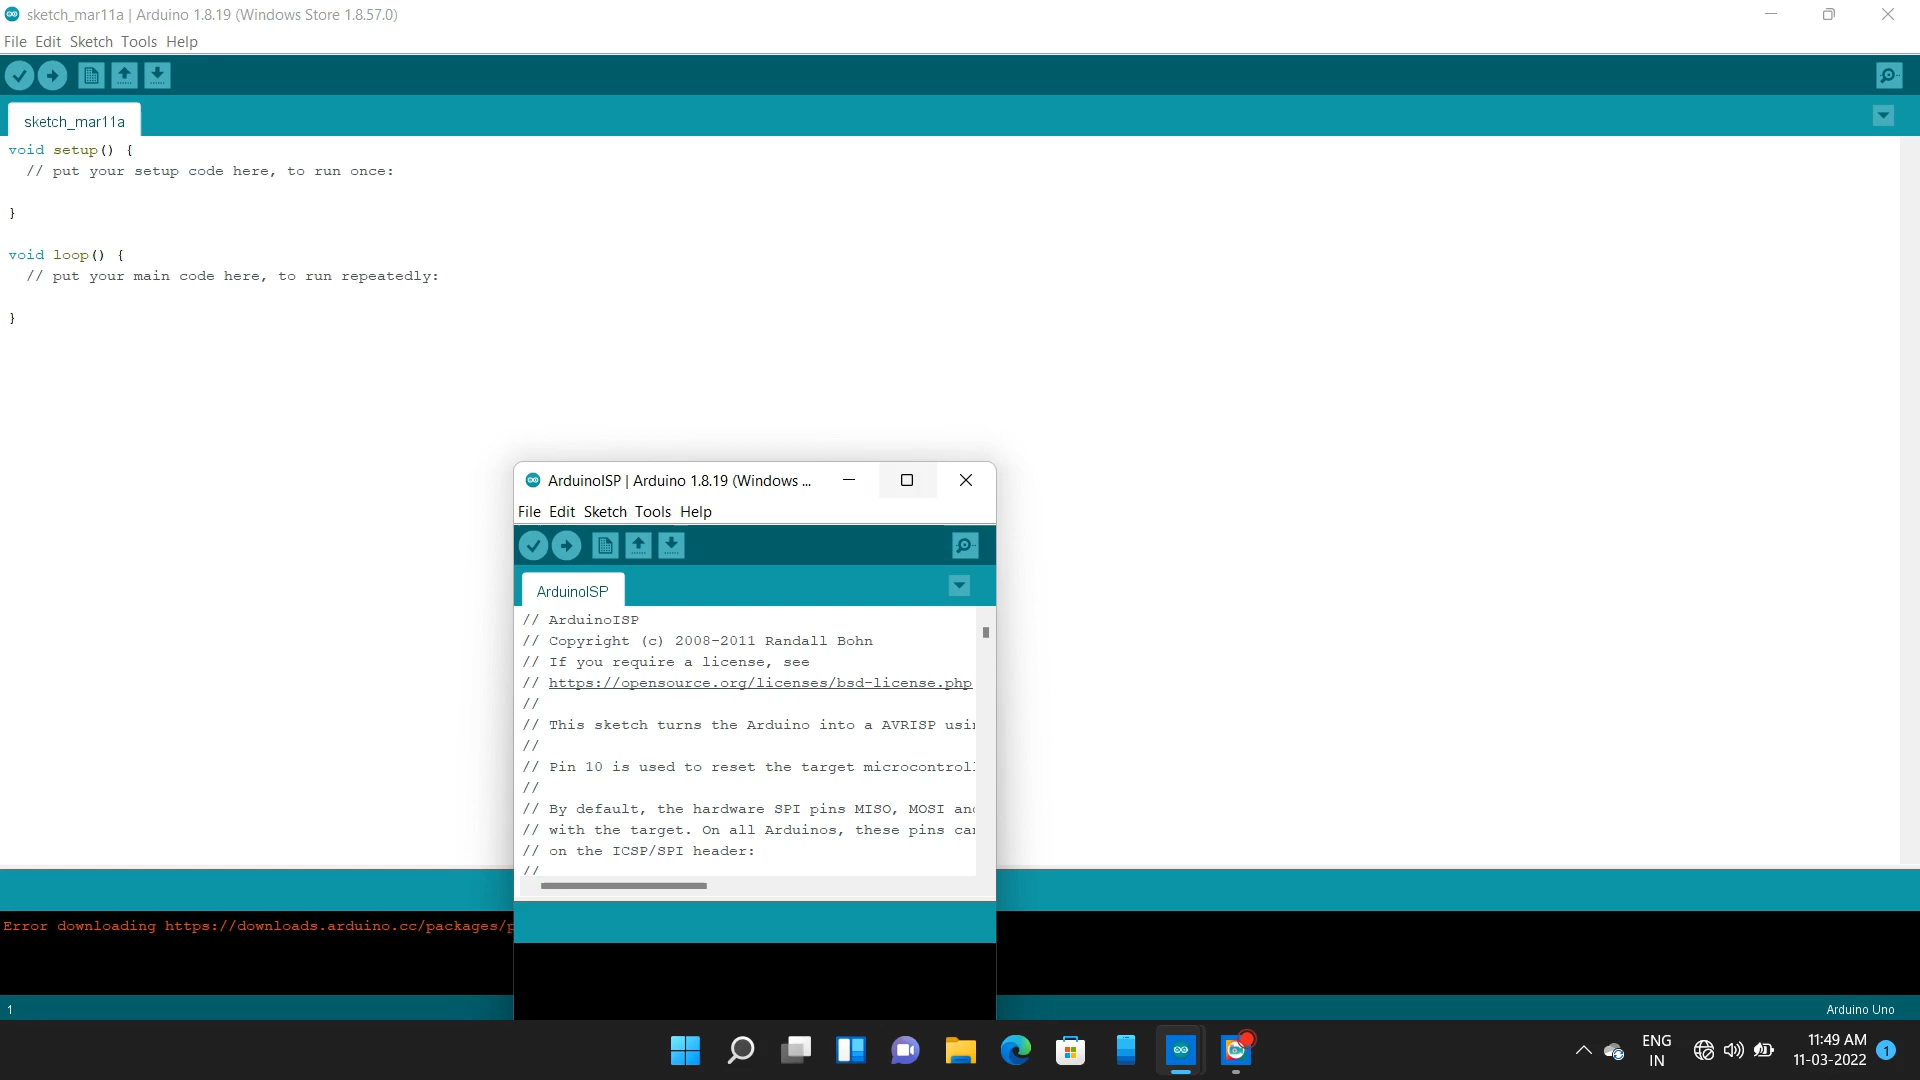 sketch_mar11a | Arduino 1.8.19 (Windows Store 1.8.57.0)
File Edit Sketch Tools Help
sketch_mar11a
void setup() {
  // put your setup code here, to run once:
}
void loop() {
  // put your main code here, to run repeatedly:
}
ArduinoISP | Arduino 1.8.19 (Windows ...
File Edit Sketch Tools Help
ArduinoISP
// ArduinoISP
// Copyright (c) 2008-2011 Randall Bohn
// If you require a license, see
// https://opensource.org/licenses/bsd-license.php
//
// This sketch turns the Arduino into a AVRISP
//
// Pin 10 is used to reset the target
//
// By default, the hardware SPI pins MISO, MOSI
// with the target. On all Arduinos, these pins
// on the ICSP/SPI header:
//
Error downloading https://downloads.arduino.cc/packages/
1
Arduino Uno
ENG
IN
11:49 AM
11-03-2022
1